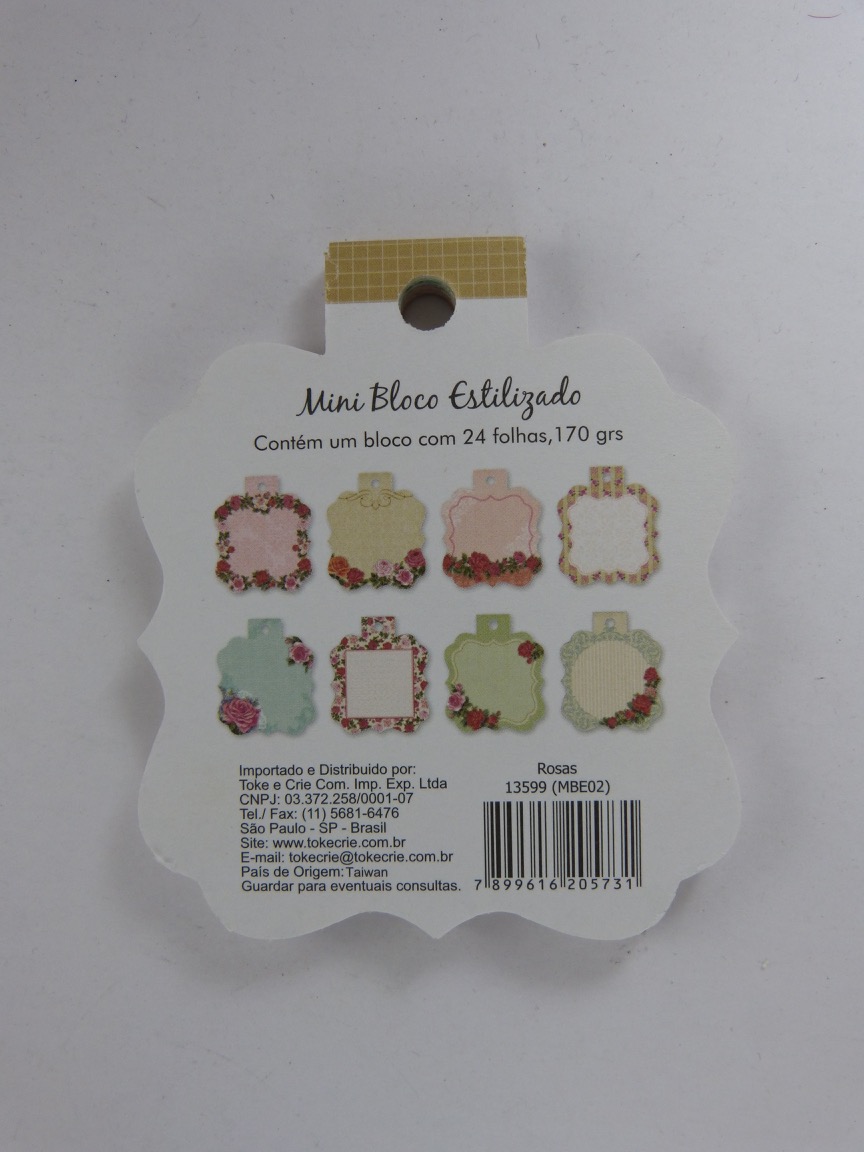 Mini Bloco Estilizado
Contém um bloco com 24 folhas,170 grs
Importado e Distribuido por:
Toke e Crie Com. Imp. Exp. Ltda
CNPJ: 03.372.258/0001-07
Tel./ Fax: (11) 5681-6476
São Paulo - SP - Brasil
Site: www.tokecrie.com.br
E-mail: tokecrie@tokecrie.com.br
País de Origem: Taiwan
Guardar para eventuais consultas.
Rosas
13599 (MBE02)
7 899616 205731